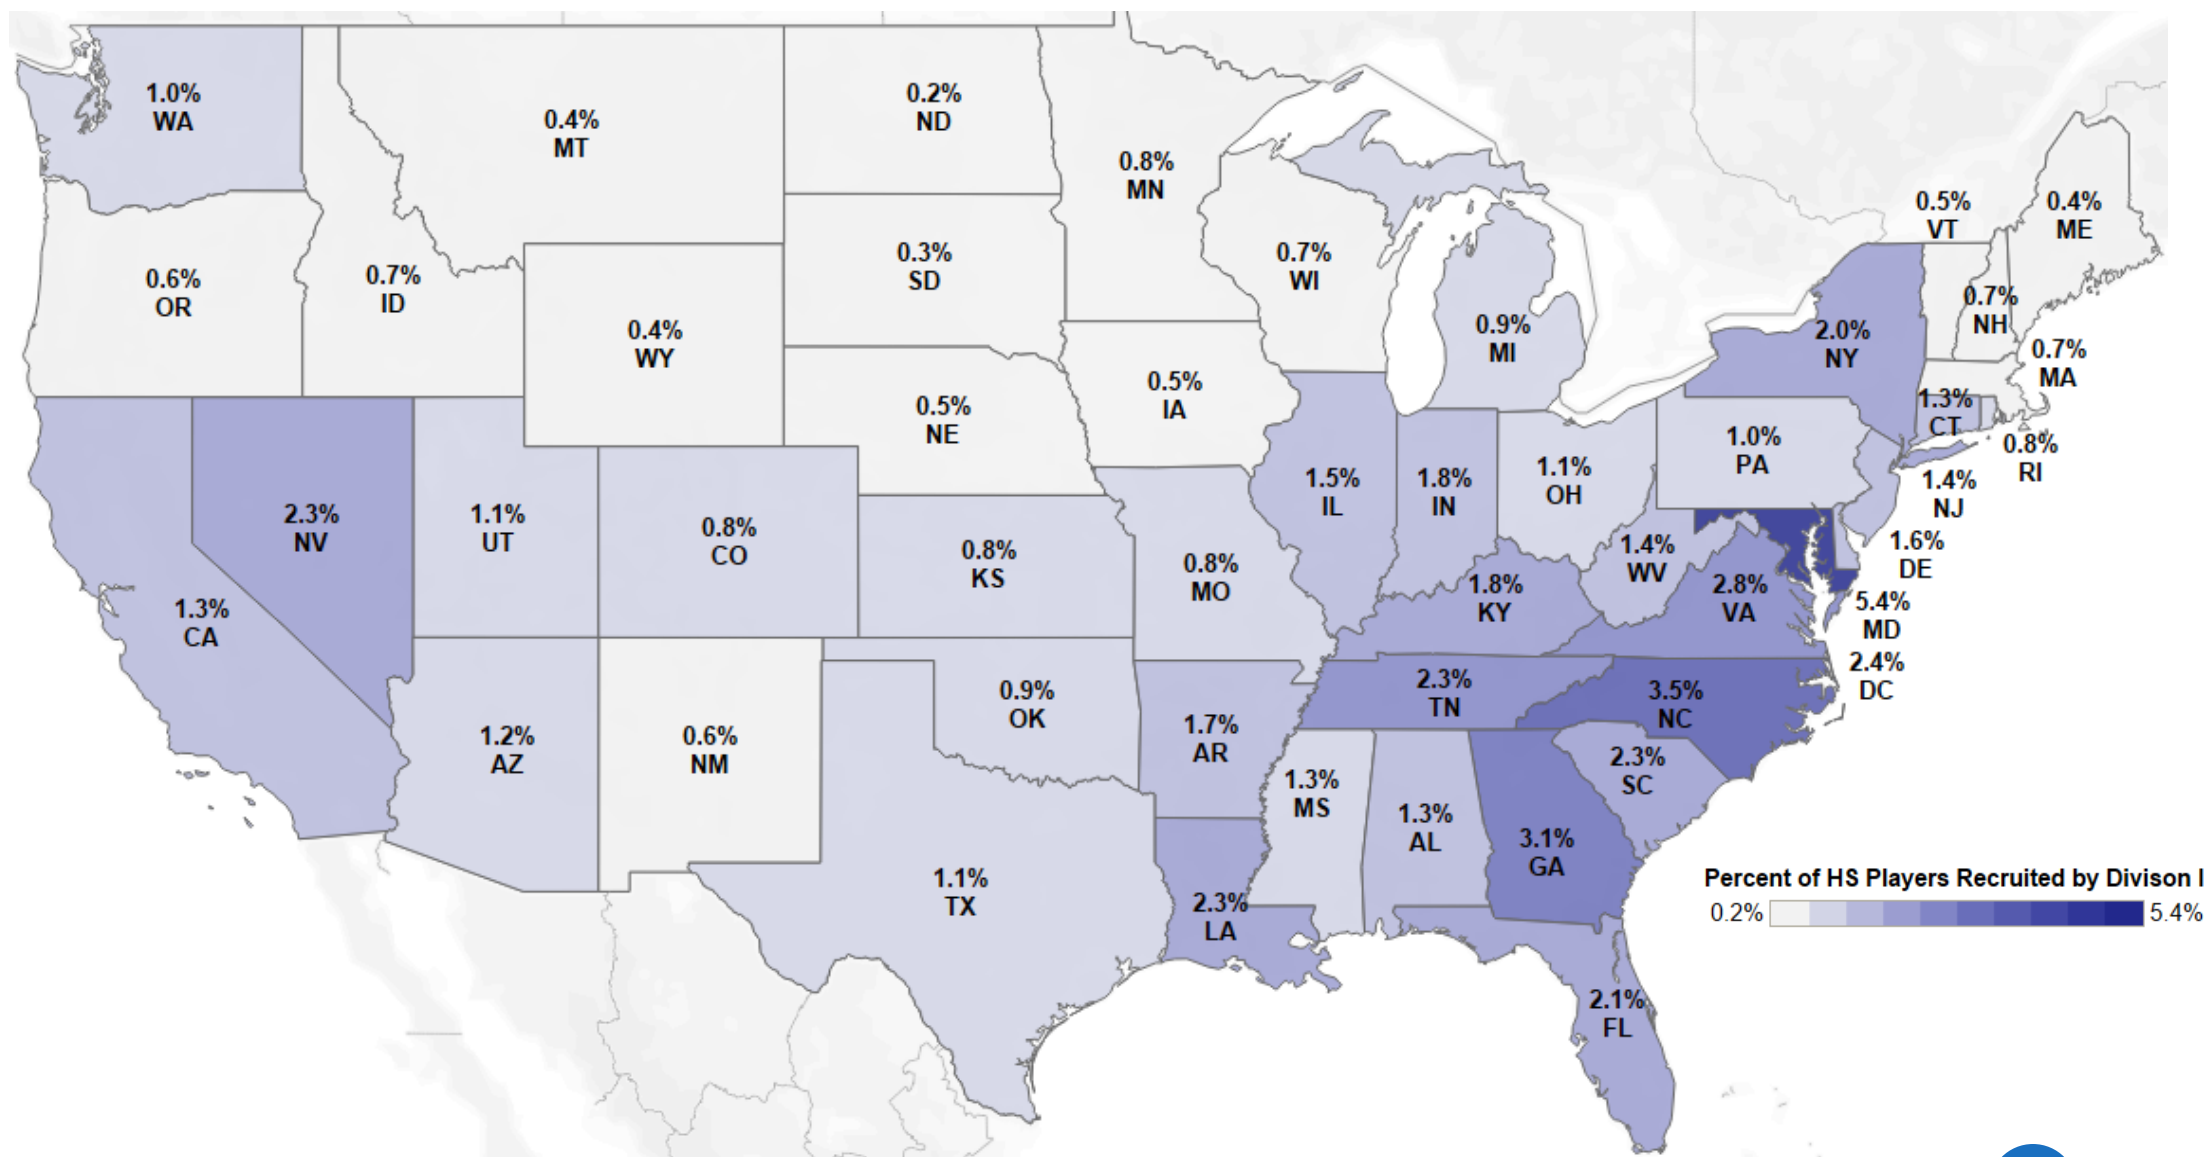 1.0%
WA
0.4%
MT
0.2%
ND
0.8%
MN
0.5%
VT
0.4%
ME
0.6%
OR
0.7%
ID
0.3%
SD
0.7%
WI
0.7%
NH
0.4%
WY
0.9%
MI
2.0%
NY
0.7%
MA
0.5%
NE
0.5%
IA
1.3%
CT
0.8%
RI
1.0%
PA
1.1%
OH
1.5%
IL
1.8%
IN
1.4%
NJ
2.3%
NV
1.1%
UT
0.8%
CO
0.8%
KS
0.8%
MO
1.4%
WV
1.6%
DE
1.3%
CA
1.8%
KY
2.8%
VA
5.4%
MD
2.4%
DC
1.2%
AZ
0.6%
NM
0.9%
OK
1.7%
AR
2.3%
TN
3.5%
NC
2.3%
SC
1.3%
MS
1.3%
AL
3.1%
GA
1.1%
TX
2.3%
LA
2.1%
FL
Percent of HS Players Recruited by Divison I
0.2% 5.4%